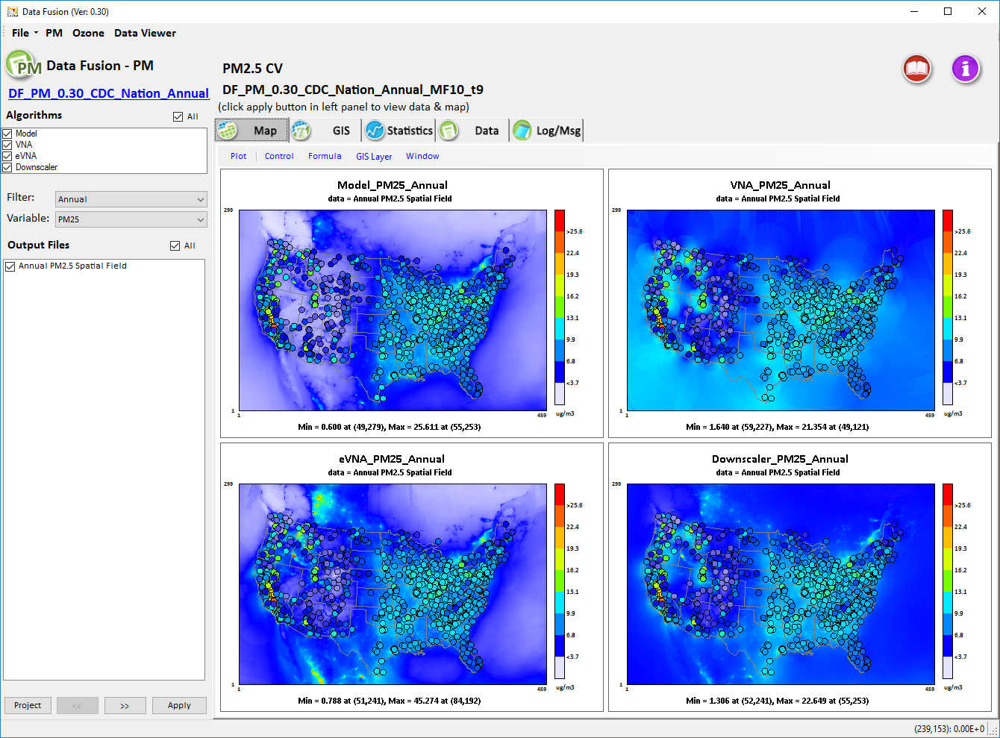 Data Fusion (Ver: 0.30)
File PM Ozone Data Viewer
PM Data Fusion - PM
DF_PM_0.30_CDC_Nation_Annual
Algorithms All
Model
VNA
eVNA
Downscaler
Filter: Annual
Variable: PM25
Output Files All
Annual PM2.5 Spatial Field
Project << >> Apply
PM2.5 CV
DF_PM_0.30_CDC_Nation_Annual_MF10_t9
(click apply button in left panel to view data & map)
Map GIS Statistics Data Log/Msg
Plot Control Formula GIS Layer Window
Model_PM25_Annual
data = Annual PM2.5 Spatial Field
299
>25.6
22.4
19.3
16.2
13.1
9.9
6.8
<3.7
1
1 459 ug/m3
Min = 0.600 at (49,279), Max = 25.611 at (55,253)
VNA_PM25_Annual
data = Annual PM2.5 Spatial Field
299
>25.6
22.4
19.3
16.2
13.1
9.9
6.8
<3.7
1
1 459 ug/m3
Min = 1.640 at (59,227), Max = 21.354 at (49,121)
eVNA_PM25_Annual
data = Annual PM2.5 Spatial Field
299
>25.6
22.4
19.3
16.2
13.1
9.9
6.8
<3.7
1
1 459 ug/m3
Min = 0.788 at (51,241), Max = 45.274 at (84,192)
Downscaler_PM25_Annual
data = Annual PM2.5 Spatial Field
299
>25.6
22.4
19.3
16.2
13.1
9.9
6.8
<3.7
1
1 459 ug/m3
Min = 1.306 at (52,241), Max = 22.649 at (55,253)
(239,153): 0.00E+0